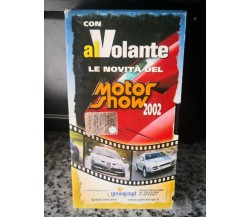 CON
alVolante
LE NOVITÀ DEL
Motor
Show
2002